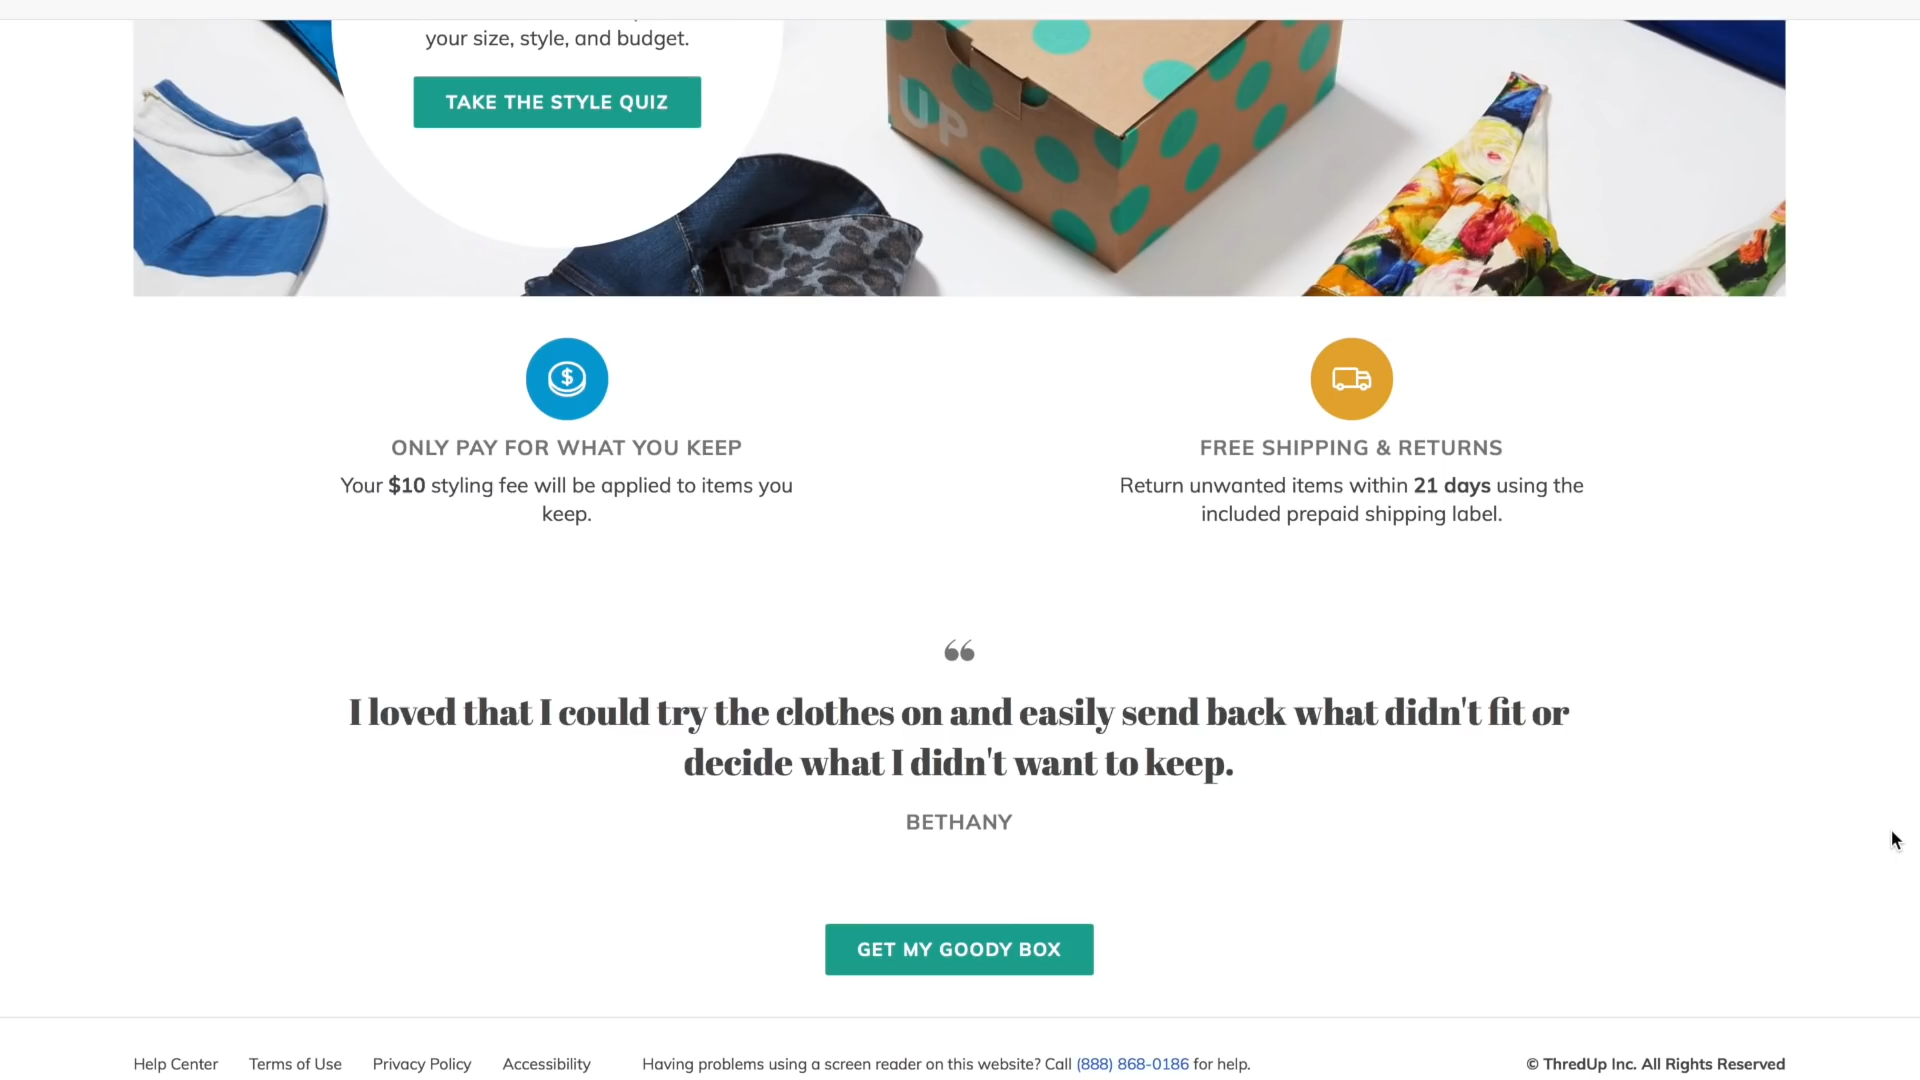 your size, style, and budget.
TAKE THE STYLE QUIZ
UP
ONLY PAY FOR WHAT YOU KEEP
Your $10 styling fee will be applied to items you
keep.
FREE SHIPPING & RETURNS
Return unwanted items within 21 days using the
included prepaid shipping label.
I loved that I could try the clothes on and easily send back what didn't fit or
decide what I didn't want to keep.
BETHANY
GET MY GOODY BOX
Help Center Terms of Use Privacy Policy Accessibility Having problems using a screen reader on this website? Call (888) 868-0186 for help. © ThredUp Inc. All Rights Reserved